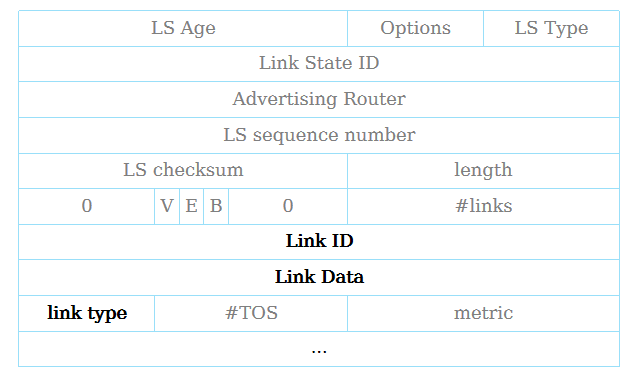 LS Age Options LS Type
Link State ID
Advertising Router
LS sequence number
LS checksum length
0 V E B 0 #links
Link ID
Link Data
link type #TOS metric
...